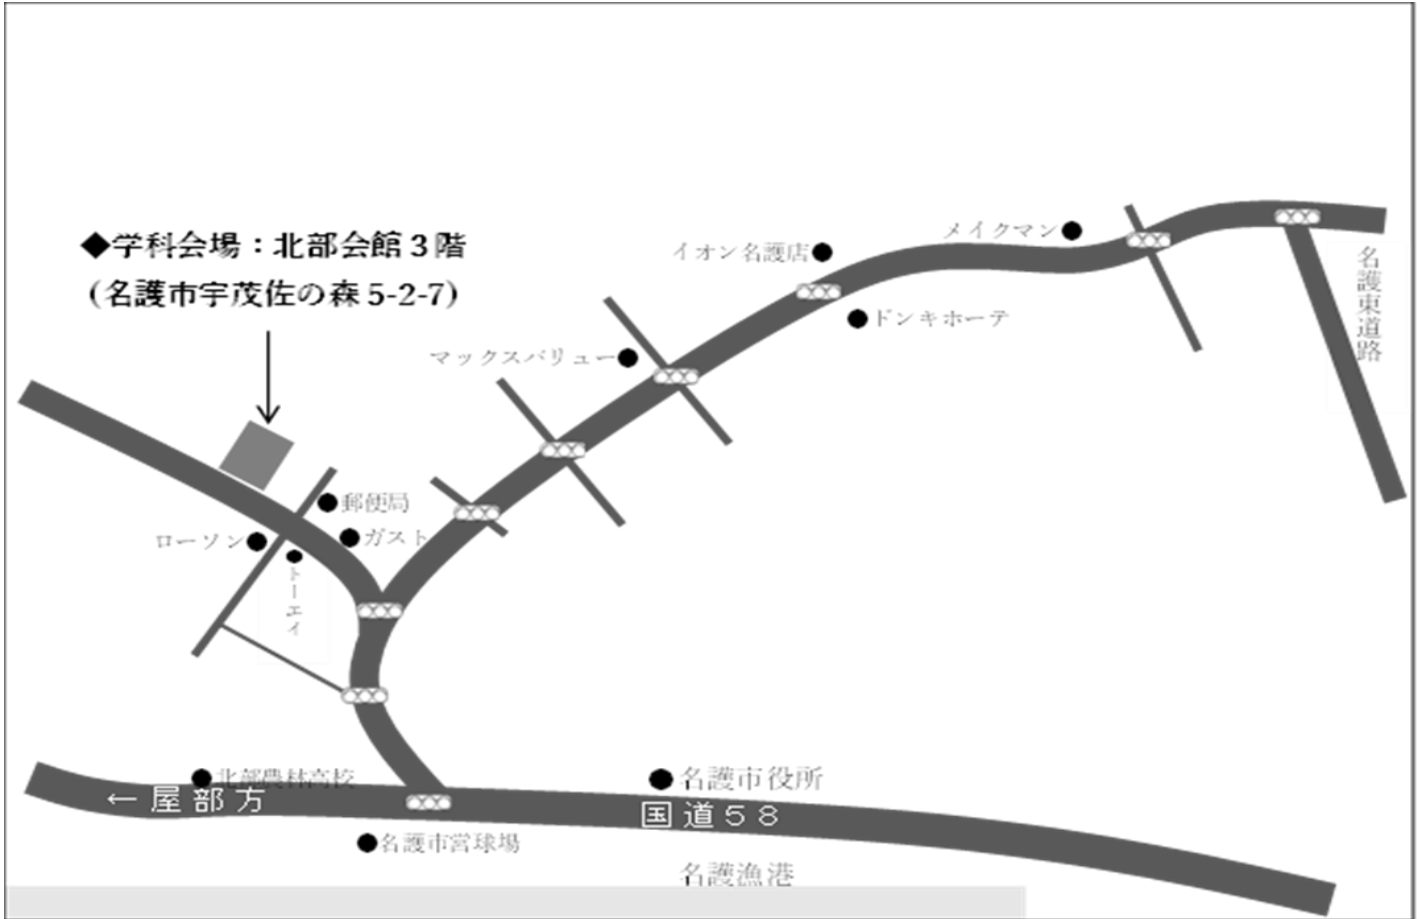 ◆学科会場：北部会館３階
(名護市宇茂佐の森5-2-7)
メイクマン
イオン名護店
ドンキホーテ
名護東道路
マックスバリュー
郵便局
ローソン
ガスト
トーエイ
北部農林高校
名護市役所
←屋部方
国道５８
名護市営球場
名護漁港